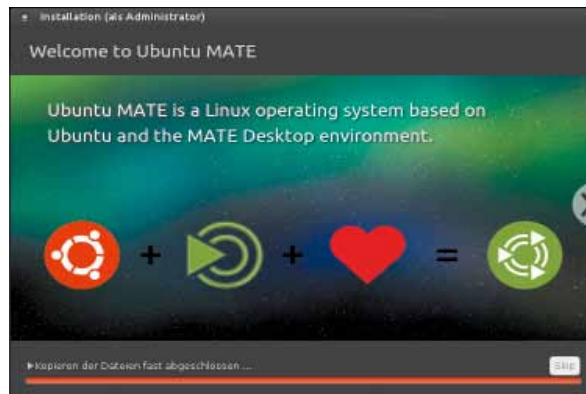 Installation (als Administrator)
Welcome to Ubuntu MATE
Ubuntu MATE is a Linux operating system based on
Ubuntu and the MATE Desktop environment.
+ + =
Kopieren der Dateien fast abgeschlossen ...
Skip